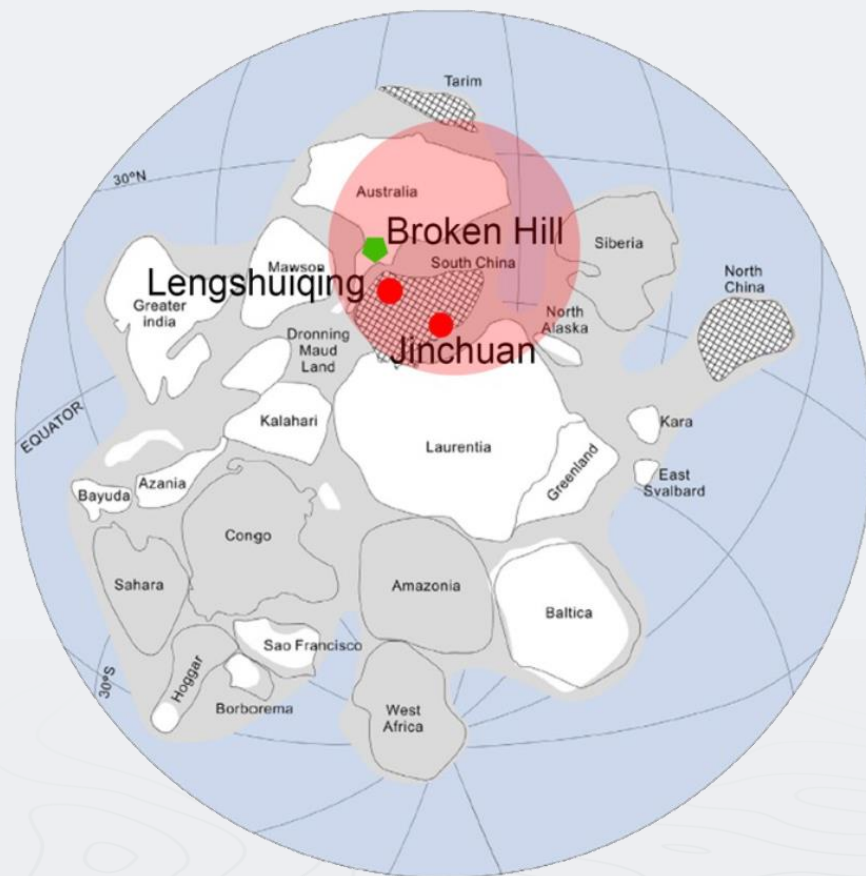 Tarim
30°N
Australia
Broken Hill
South China
Siberia
Mawson
Lengshuiqing
Greater
india
North
China
North
Alaska
Dronning
Maud
Land
Jinchuan
EQUATOR
Kalahari
Laurentia
Kara
Greenland
East
Svalbard
Azania
Bayuda
Congo
Sahara
Amazonia
Baltica
Sao Francisco
Hoggar
30°S
Borborema
West
Africa